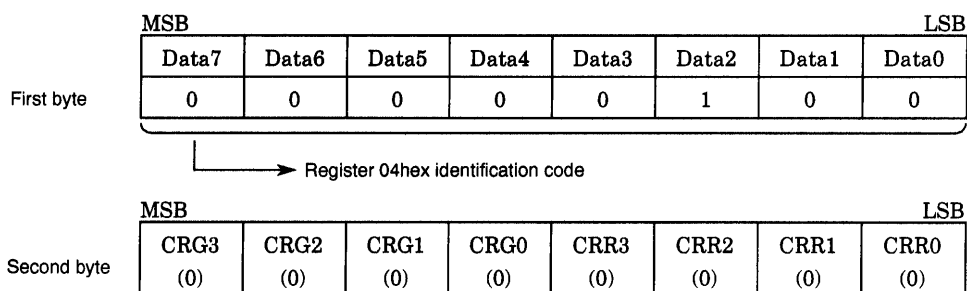 MSB LSB
Data7 Data6 Data5 Data4 Data3 Data2 Data1 Data0
First byte 0 0 0 0 0 1 0 0
Register 04hex identification code
MSB LSB
CRG3 CRG2 CRG1 CRG0 CRR3 CRR2 CRR1 CRR0
Second byte (0) (0) (0) (0) (0) (0) (0) (0)